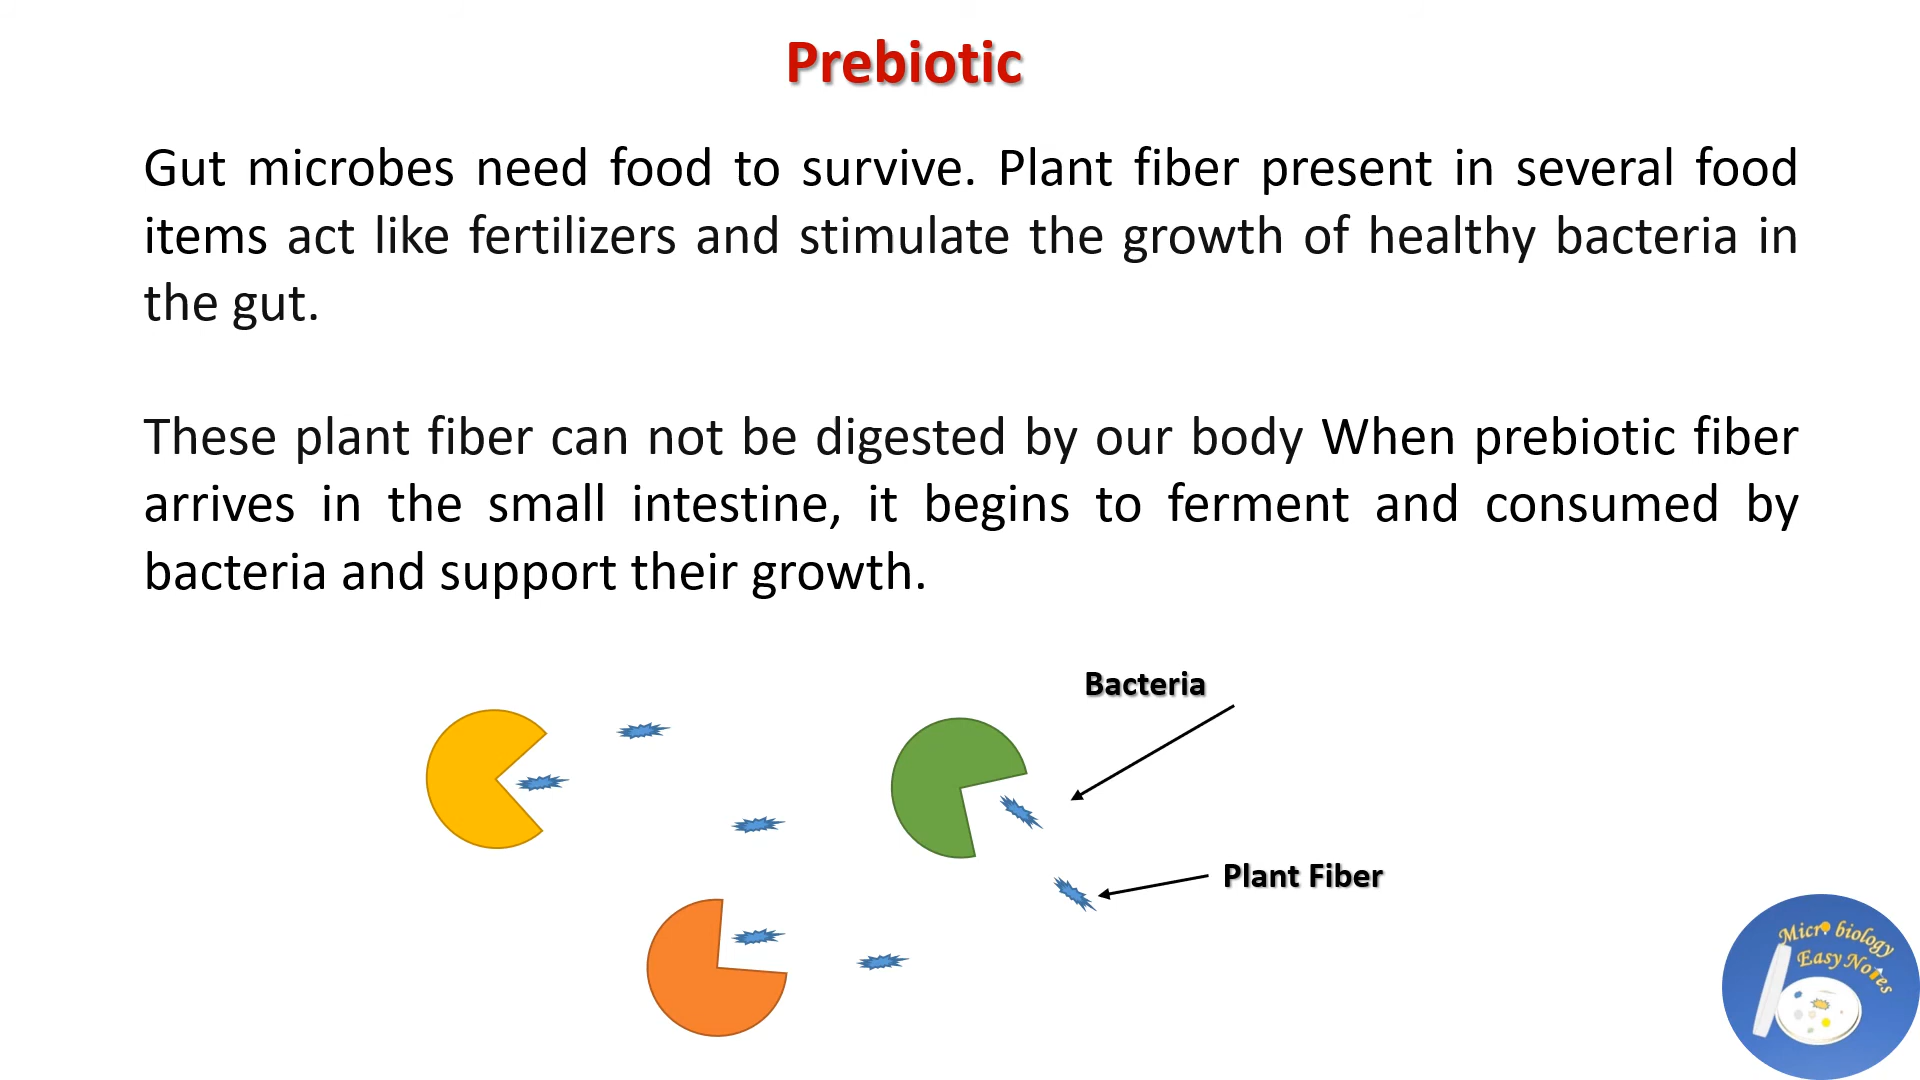 Prebiotic
Gut microbes need food to survive. Plant fiber present in several food
items act like fertilizers and stimulate the growth of healthy bacteria in
the gut.
These plant fiber can not be digested by our body When prebiotic fiber
arrives in the small intestine, it begins to ferment and consumed by
bacteria and support their growth.
Bacteria
Plant Fiber
Micr biology
Easy Notes